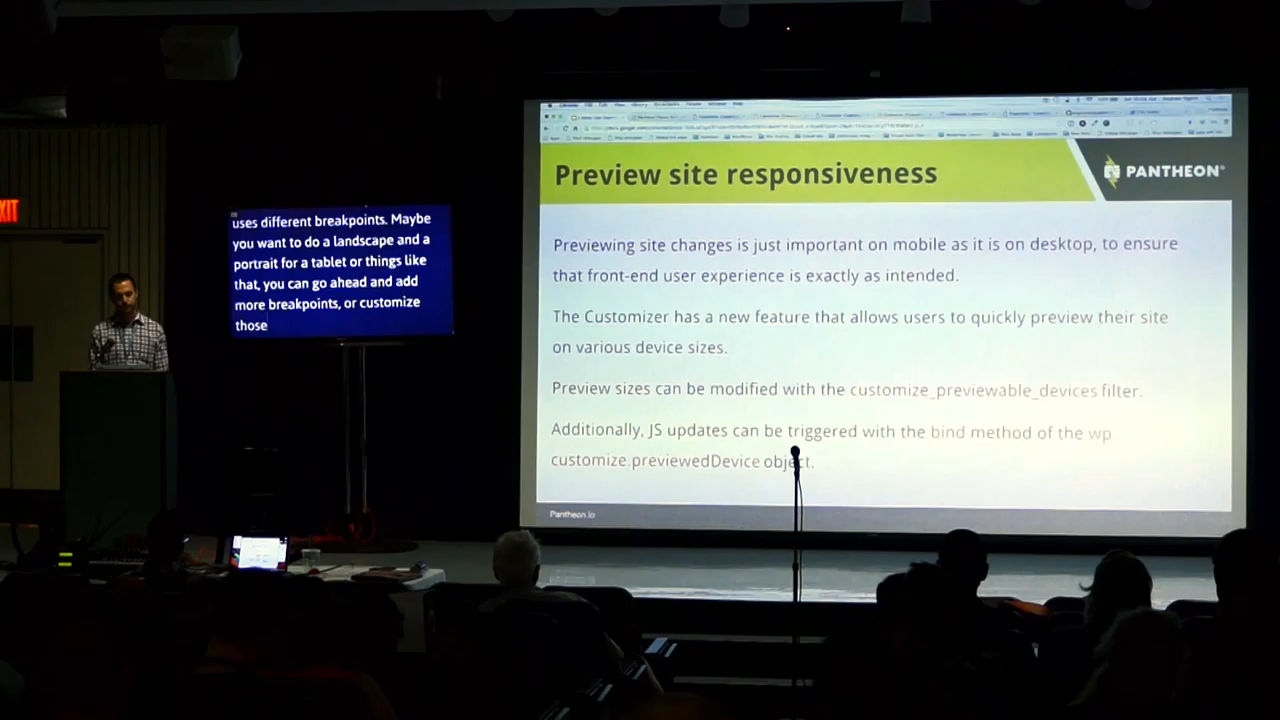 EXIT
uses different breakpoints. Maybe
you want to do a landscape and a
portrait for a tablet or things like
that, you can go ahead and add
more breakpoints, or customize
those
Preview site responsiveness
PANTHEON
Previewing site changes is just important on mobile as it is on desktop, to ensure
that front-end user experience is exactly as intended.
The Customizer has a new feature that allows users to quickly preview their site
on various device sizes.
Preview sizes can be modified with the customize_previewable_devices filter.
Additionally, JS updates can be triggered with the bind method of the wp
customize.previewedDevice object.
Pantheon.io